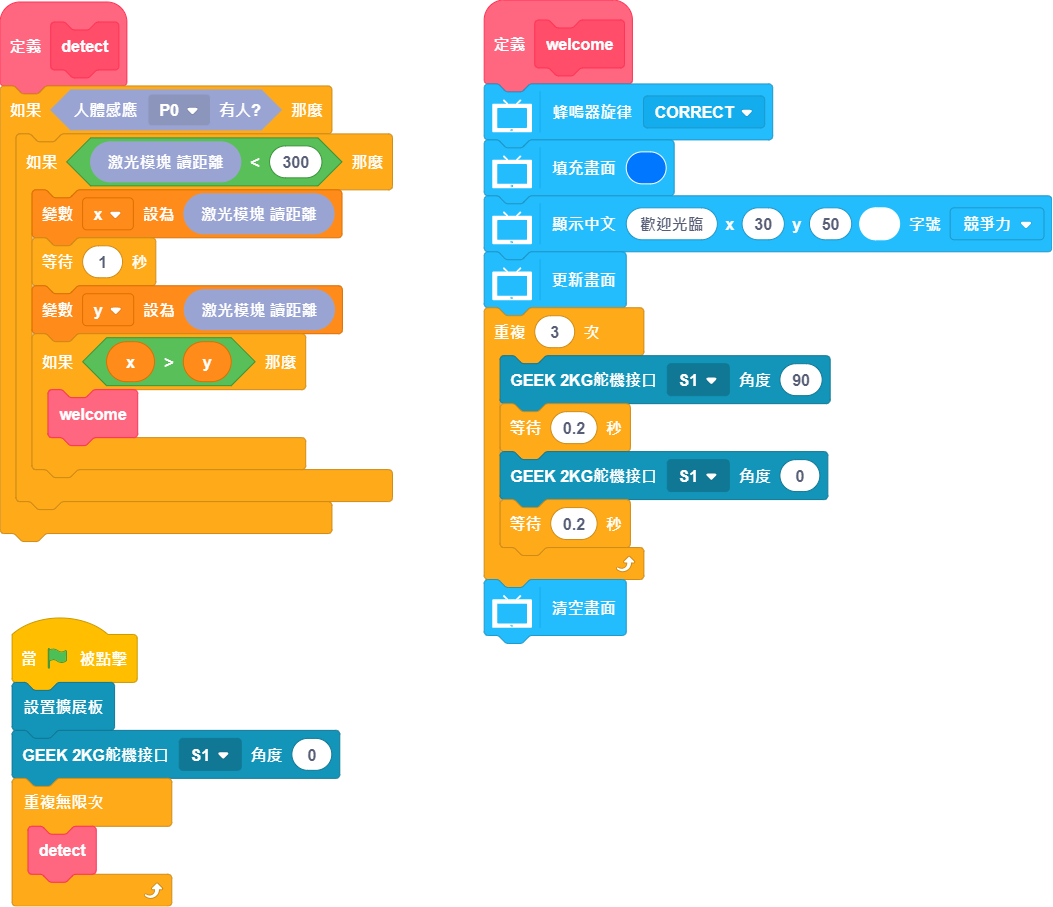 定義 detect
如果 人體感應 P0 有人? 那麼
如果 激光模塊 讀距離 < 300 那麼
變數 x 設為 激光模塊 讀距離
等待 1 秒
變數 y 設為 激光模塊 讀距離
如果 x > y 那麼
welcome
當 被點擊
設置擴展板
GEEK 2KG舵機接口 S1 角度 0
重複無限次
detect
定義 welcome
蜂鳴器旋律 CORRECT
填充畫面
顯示中文 歡迎光臨 x 30 y 50 字號 競爭力
更新畫面
重複 3 次
GEEK 2KG舵機接口 S1 角度 90
等待 0.2 秒
GEEK 2KG舵機接口 S1 角度 0
等待 0.2 秒
清空畫面